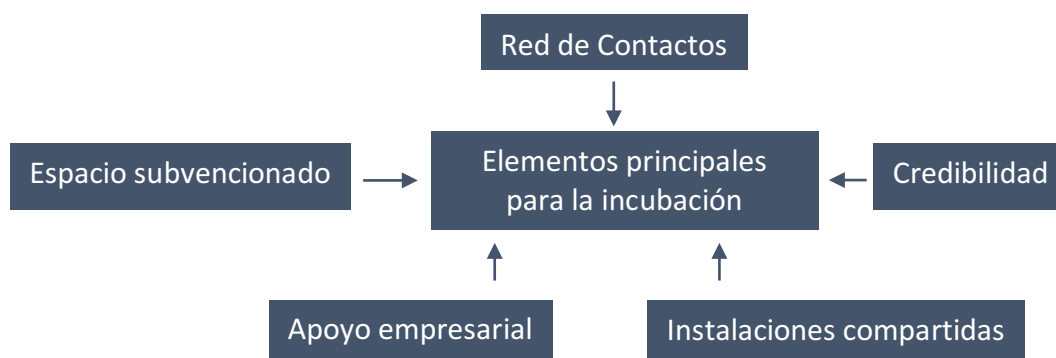 Red de Contactos
Espacio subvencionado
Elementos principales
para la incubación
Credibilidad
Apoyo empresarial
Instalaciones compartidas